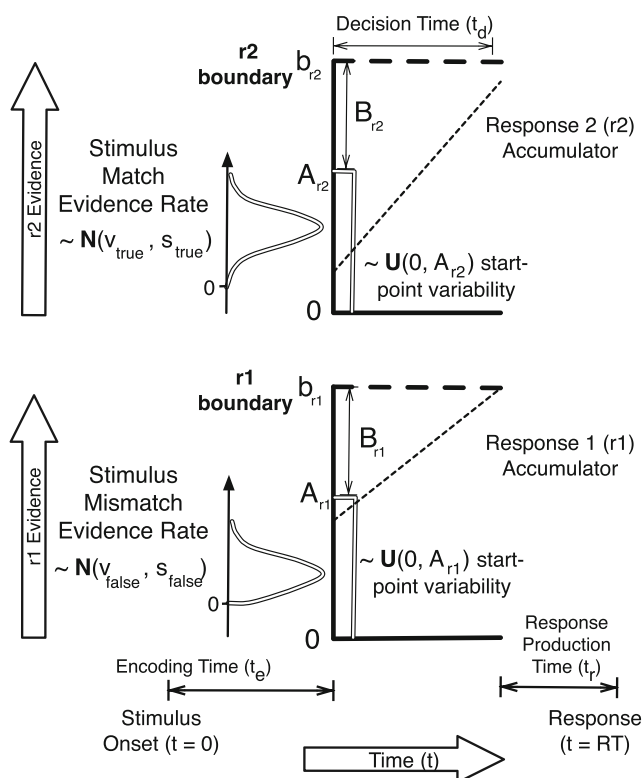 Decision Time (t_d)
r2
boundary
b_r2
B_r2
A_r2
0
r2 Evidence
Stimulus
Match
Evidence Rate
~ N(v_true , s_true)
0
Response 2 (r2)
Accumulator
~ U(0, A_r2) start-
point variability
r1
boundary
b_r1
B_r1
A_r1
0
r1 Evidence
Stimulus
Mismatch
Evidence Rate
~ N(v_false , s_false)
0
Response 1 (r1)
Accumulator
~ U(0, A_r1) start-
point variability
Response
Production
Time (t_r)
Encoding Time (t_e)
Stimulus
Onset (t = 0)
Response
(t = RT)
Time (t)